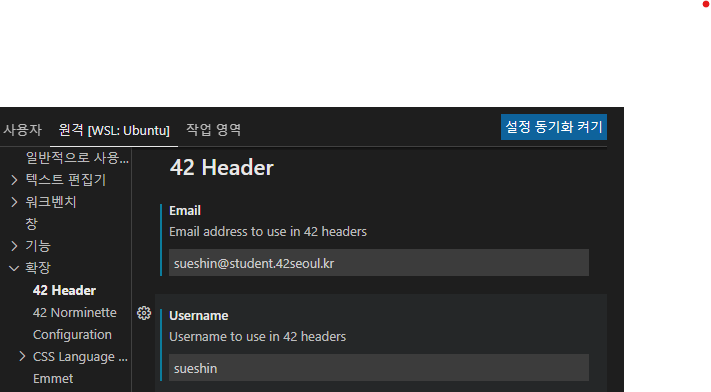 사용자 원격 [WSL: Ubuntu] 작업 영역 설정 동기화 켜기
일반적으로 사용...
텍스트 편집기
워크벤치
창
기능
확장
42 Header
42 Norminette
Configuration
CSS Language ...
Emmet
42 Header
Email
Email address to use in 42 headers
sueshin@student.42seoul.kr
Username
Username to use in 42 headers
sueshin